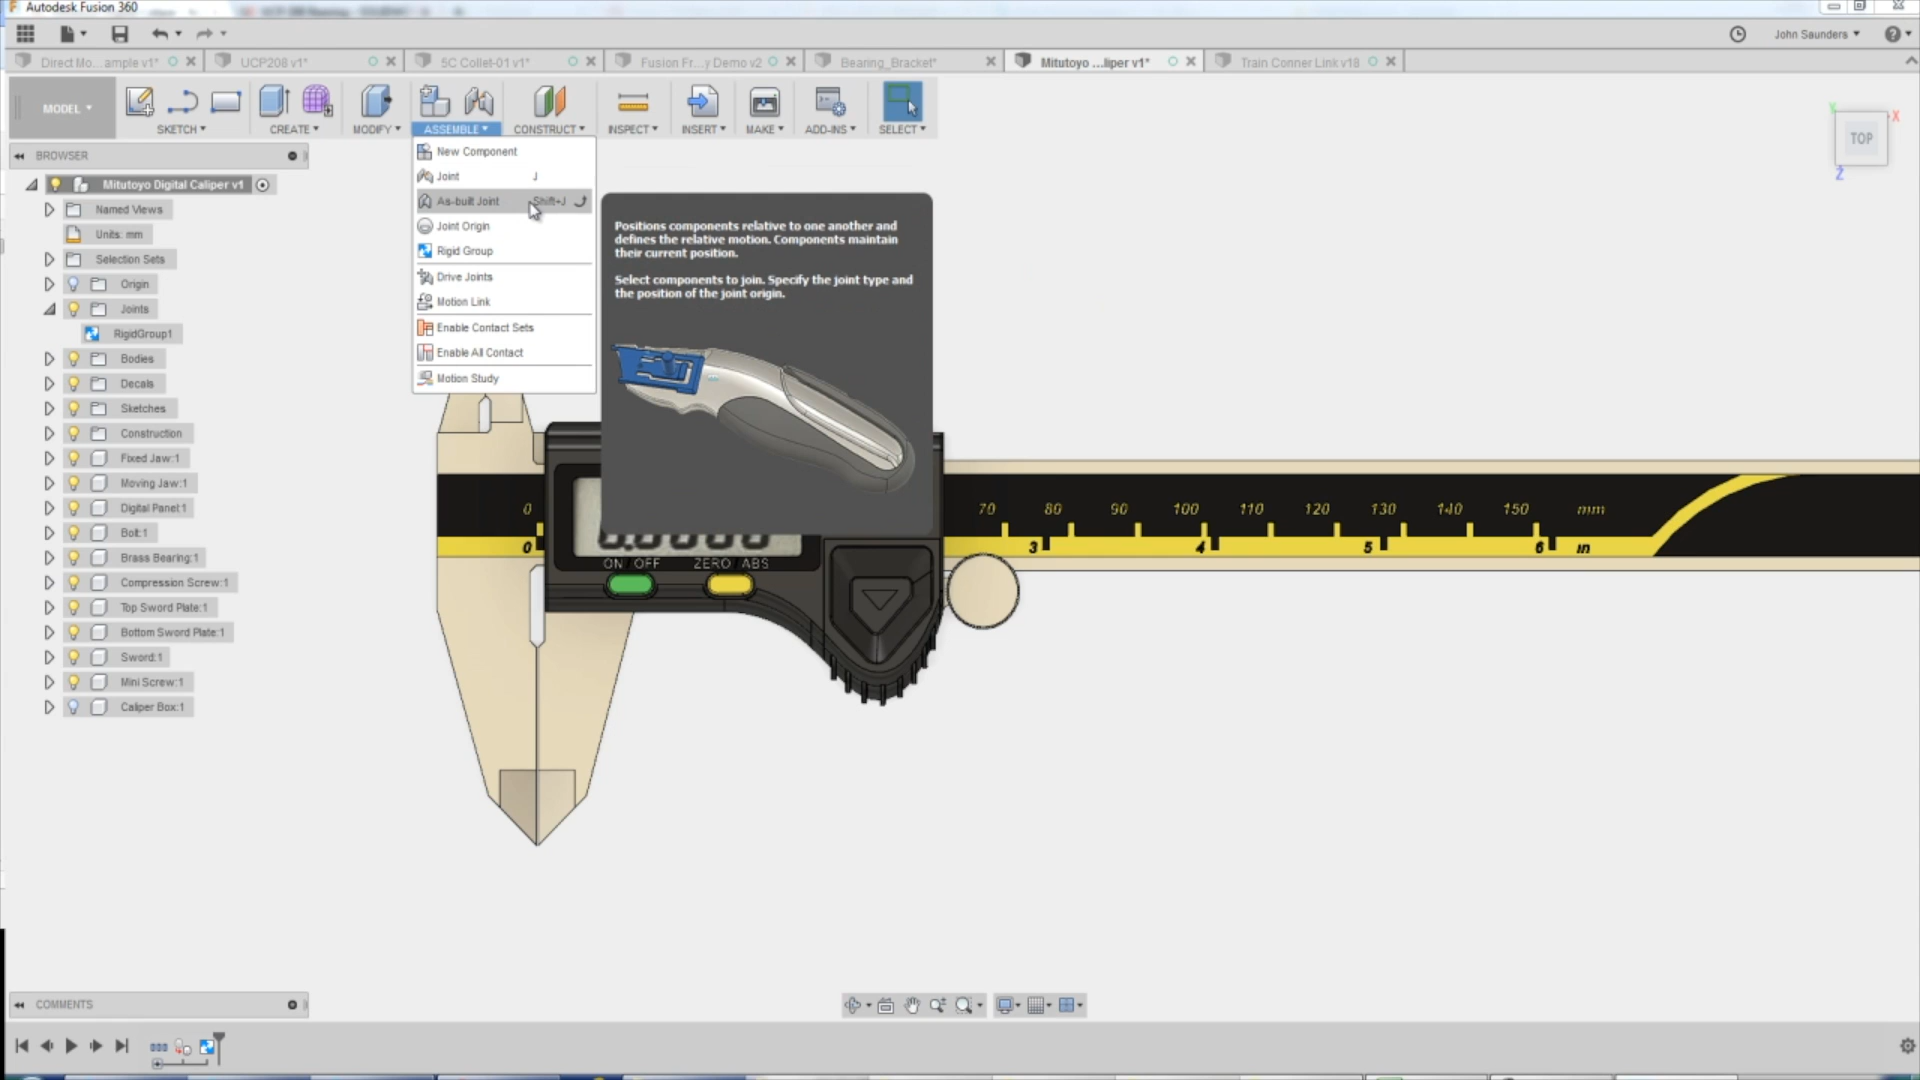 Autodesk Fusion 360
John Saunders
Direct Mo...ample v1*
UCP208 v1*
5C Collet-01 v1*
Fusion Fr...y Demo v2
Bearing_Bracket*
Mitutoyo ...liper v1*
Train Conner Link v18
MODEL
SKETCH
CREATE
MODIFY
ASSEMBLE
CONSTRUCT
INSPECT
INSERT
MAKE
ADD-INS
SELECT
TOP
X
Y
Z
BROWSER
Mitutoyo Digital Caliper v1
Named Views
Units: mm
Selection Sets
Origin
Joints
RigidGroup1
Bodies
Decals
Sketches
Construction
Fixed Jaw:1
Moving Jaw:1
Digital Panel:1
Bolt:1
Brass Bearing:1
Compression Screw:1
Top Sword Plate:1
Bottom Sword Plate:1
Sword:1
Mini Screw:1
Caliper Box:1
New Component
Joint J
As-built Joint Shift+J
Joint Origin
Rigid Group
Drive Joints
Motion Link
Enable Contact Sets
Enable All Contact
Motion Study
Positions components relative to one another and
defines the relative motion. Components maintain
their current position.
Select components to join. Specify the joint type and
the position of the joint origin.
0 70 80 90 100 110 120 130 140 150 mm
0 3 4 5 6 in
ON / OFF ZERO / ABS
COMMENTS